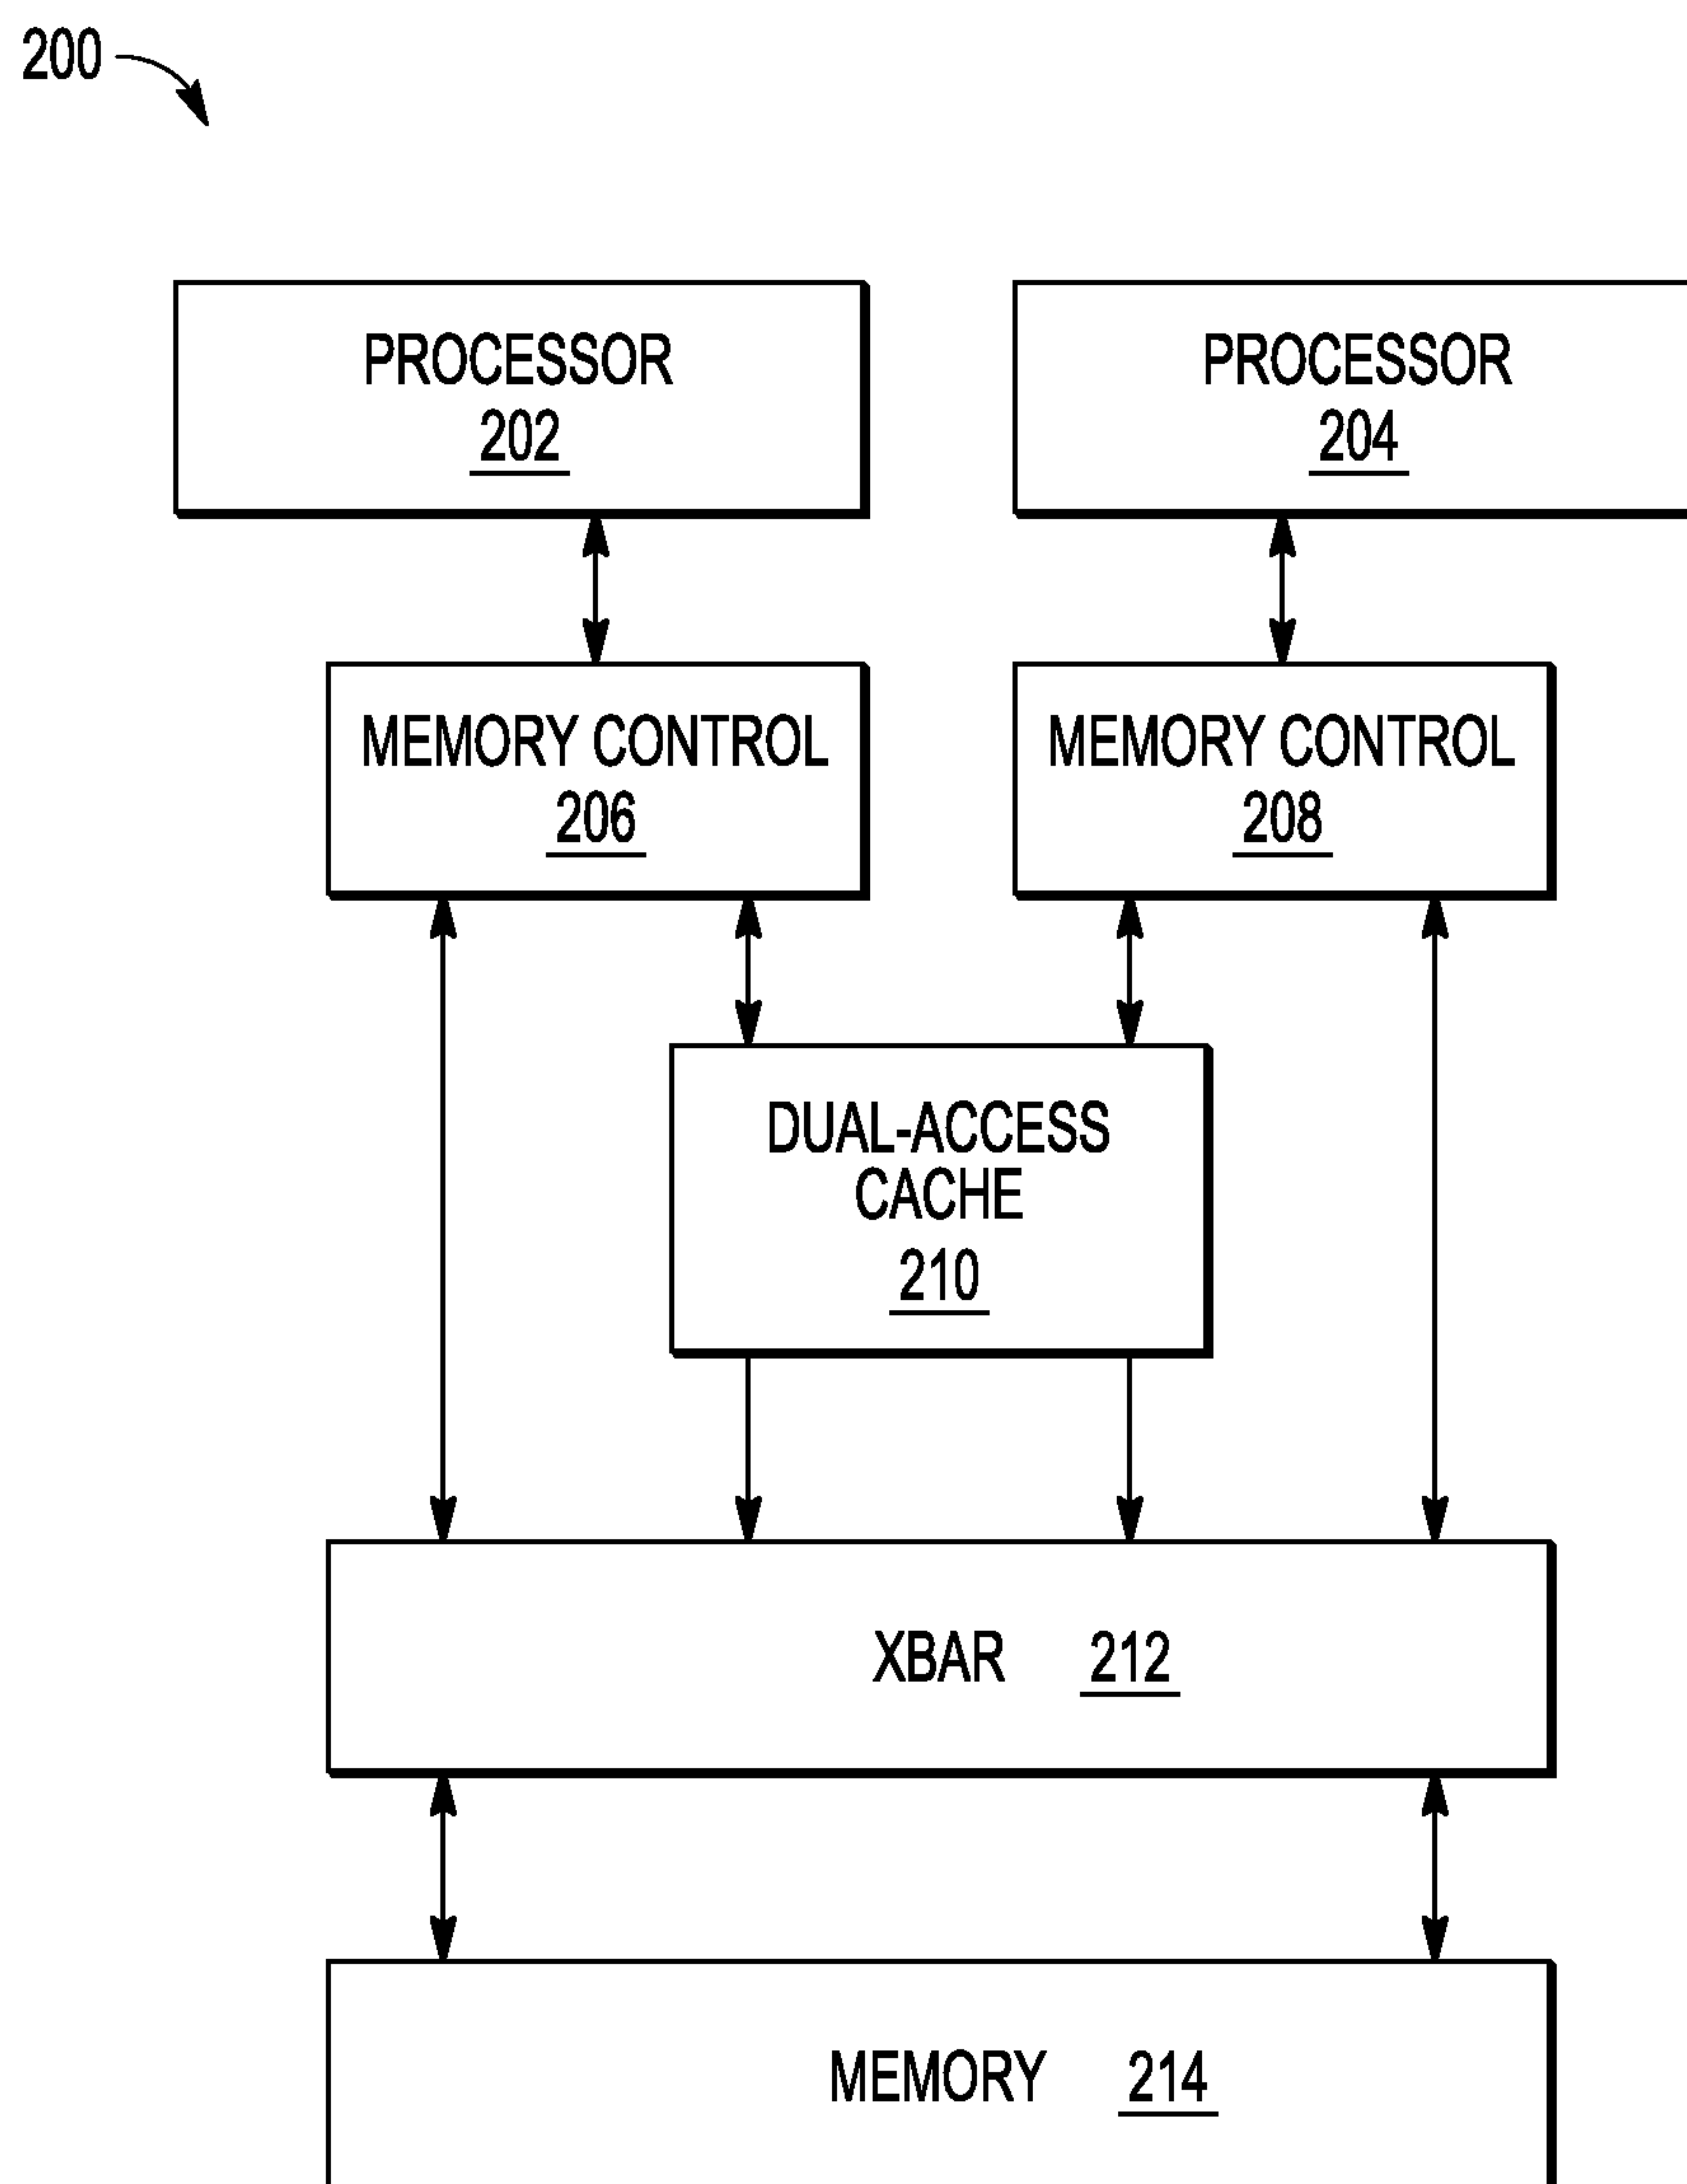 200
PROCESSOR
202
PROCESSOR
204
MEMORY CONTROL
206
MEMORY CONTROL
208
DUAL-ACCESS
CACHE
210
XBAR 212
MEMORY 214